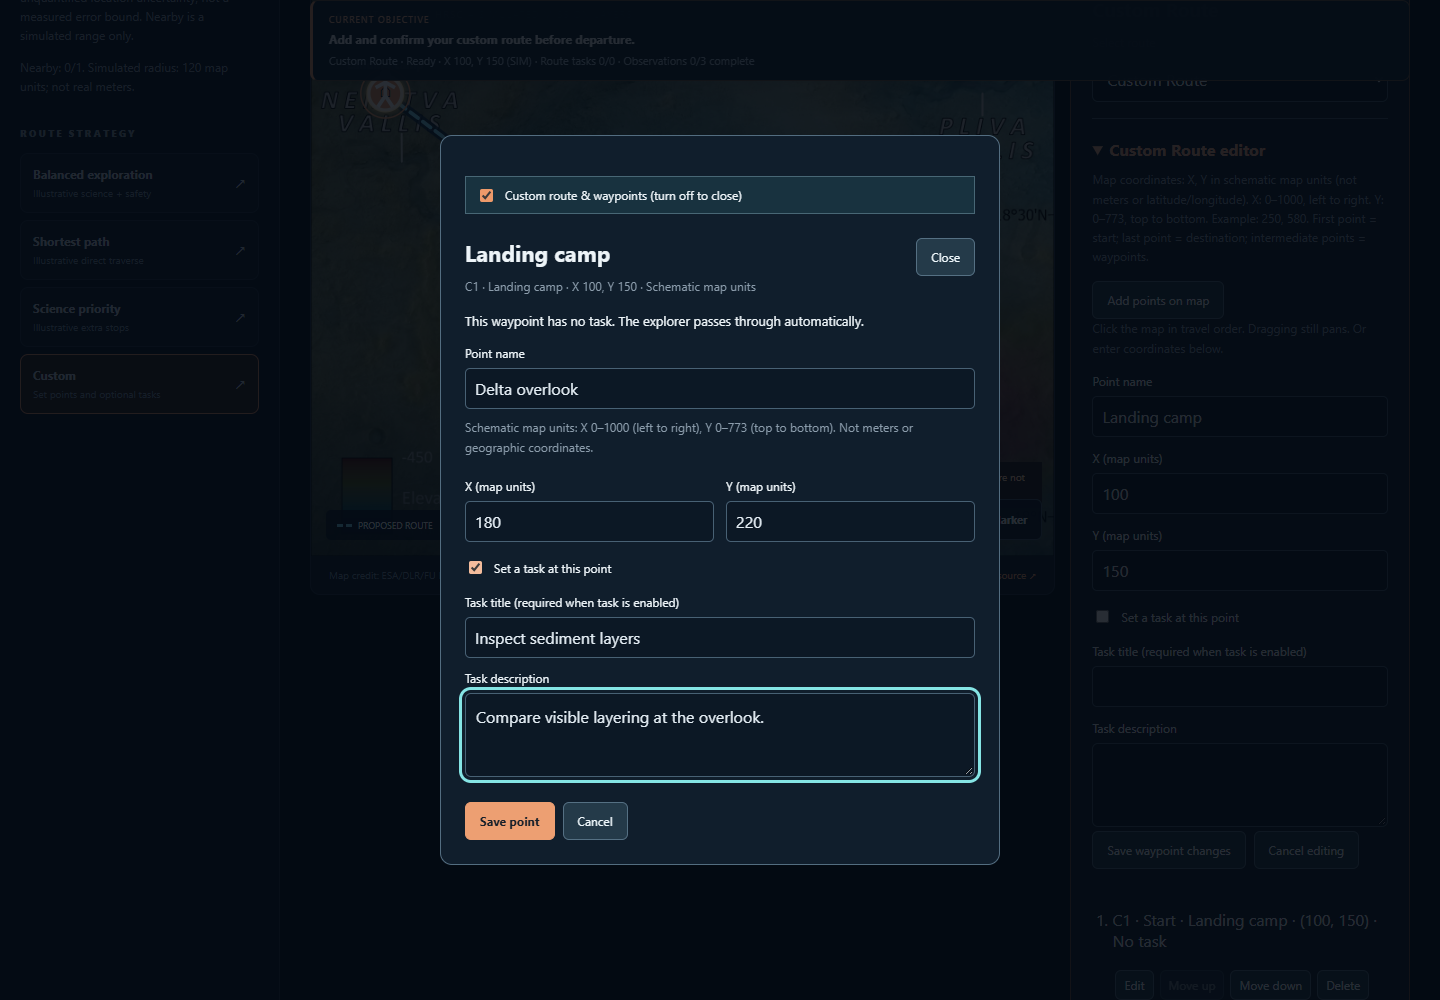 unquantified location uncertainty, not a
measured error bound. Nearby is a
simulated range only.
Nearby: 0/1. Simulated radius: 120 map
units; not real meters.
ROUTE STRATEGY
Balanced exploration
Illustrative science + safety
↗
Shortest path
Illustrative direct traverse
↗
Science priority
Illustrative extra stops
↗
Custom
Set points and optional tasks
↗
CURRENT OBJECTIVE
Add and confirm your custom route before departure.
Custom Route · Ready · X 100, Y 150 (SIM) · Route tasks 0/0 · Observations 0/3 complete
VALLIS
PLIVA
8°30'N
-450
PROPOSED ROUTE
Map credit: ESA/DLR/FU
re not
arker
source ↗
Custom route & waypoints (turn off to close)
Landing camp
Close
C1 · Landing camp · X 100, Y 150 · Schematic map units
This waypoint has no task. The explorer passes through automatically.
Point name
Delta overlook
Schematic map units: X 0–1000 (left to right), Y 0–773 (top to bottom). Not meters or
geographic coordinates.
X (map units)
Y (map units)
180
220
Set a task at this point
Task title (required when task is enabled)
Inspect sediment layers
Task description
Compare visible layering at the overlook.
Save point
Cancel
Custom Route
▼ Custom Route editor
Map coordinates: X, Y in schematic map units (not
meters or latitude/longitude). X: 0–1000, left to right. Y:
0–773, top to bottom. Example: 250, 580. First point =
start; last point = destination; intermediate points =
waypoints.
Add points on map
Click the map in travel order. Dragging still pans. Or
enter coordinates below.
Point name
Landing camp
X (map units)
100
Y (map units)
150
Set a task at this point
Task title (required when task is enabled)
Task description
Save waypoint changes
Cancel editing
1. C1 · Start · Landing camp · (100, 150) ·
No task
Edit
Move up
Move down
Delete